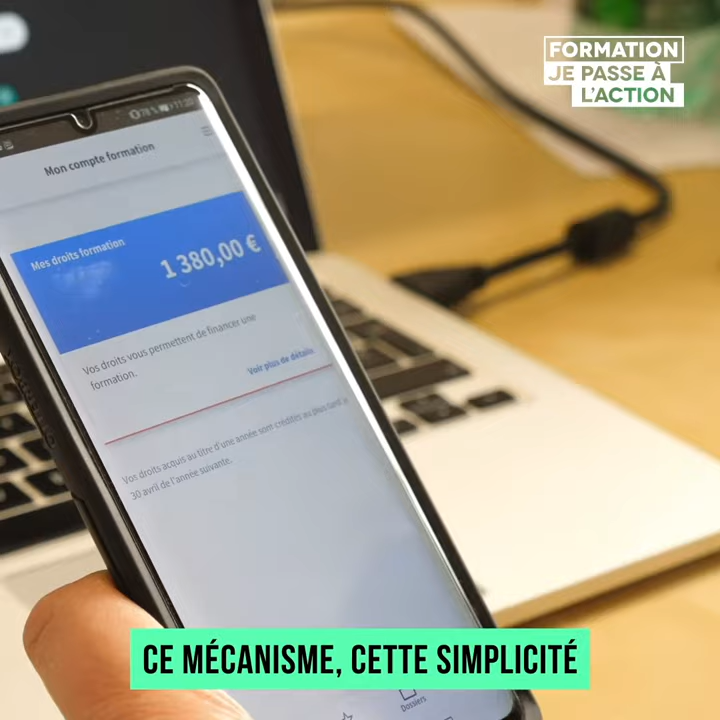 FORMATION
JE PASSE À
L'ACTION
Mon compte formation
Mes droits formation
1 380,00 €
Vos droits vous permettent de financer une
formation.
Voir plus de détails
Vos droits acquis au titre d'une année sont crédités au plus tard
30 avril de l'année suivante.
CE MÉCANISME, CETTE SIMPLICITÉ
Dossiers